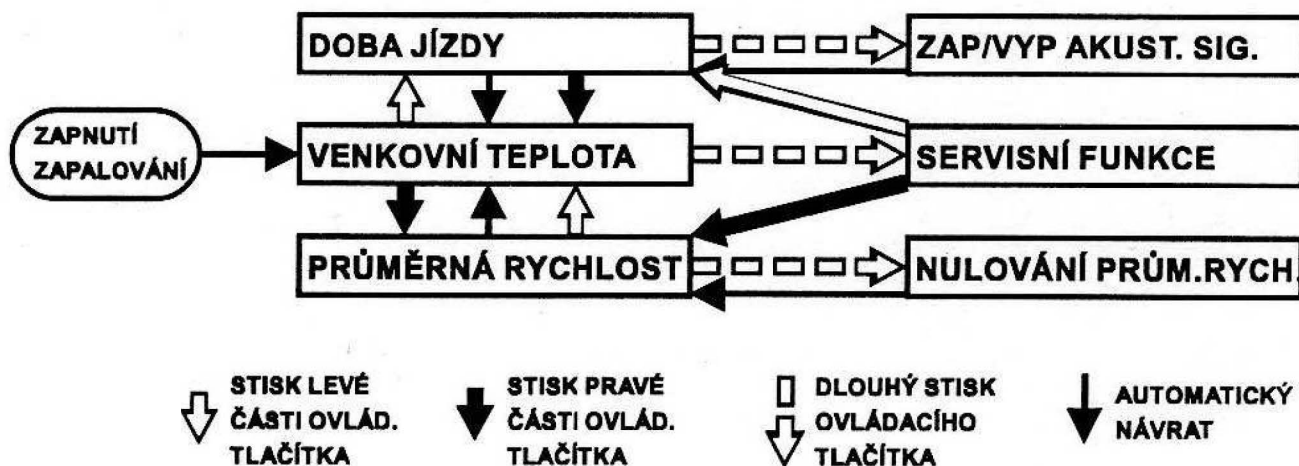 DOBA JÍZDY
ZAP/VYP AKUST. SIG.
ZAPNUTÍ
ZAPALOVÁNÍ
VENKOVNÍ TEPLOTA
SERVISNÍ FUNKCE
PRŮMĚRNÁ RYCHLOST
NULOVÁNÍ PRŮM.RYCH.
STISK LEVÉ
ČÁSTI OVLÁD.
TLAČÍTKA
STISK PRAVÉ
ČÁSTI OVLÁD.
TLAČÍTKA
DLOUHÝ STISK
OVLÁDACÍHO
TLAČÍTKA
AUTOMATICKÝ
NÁVRAT